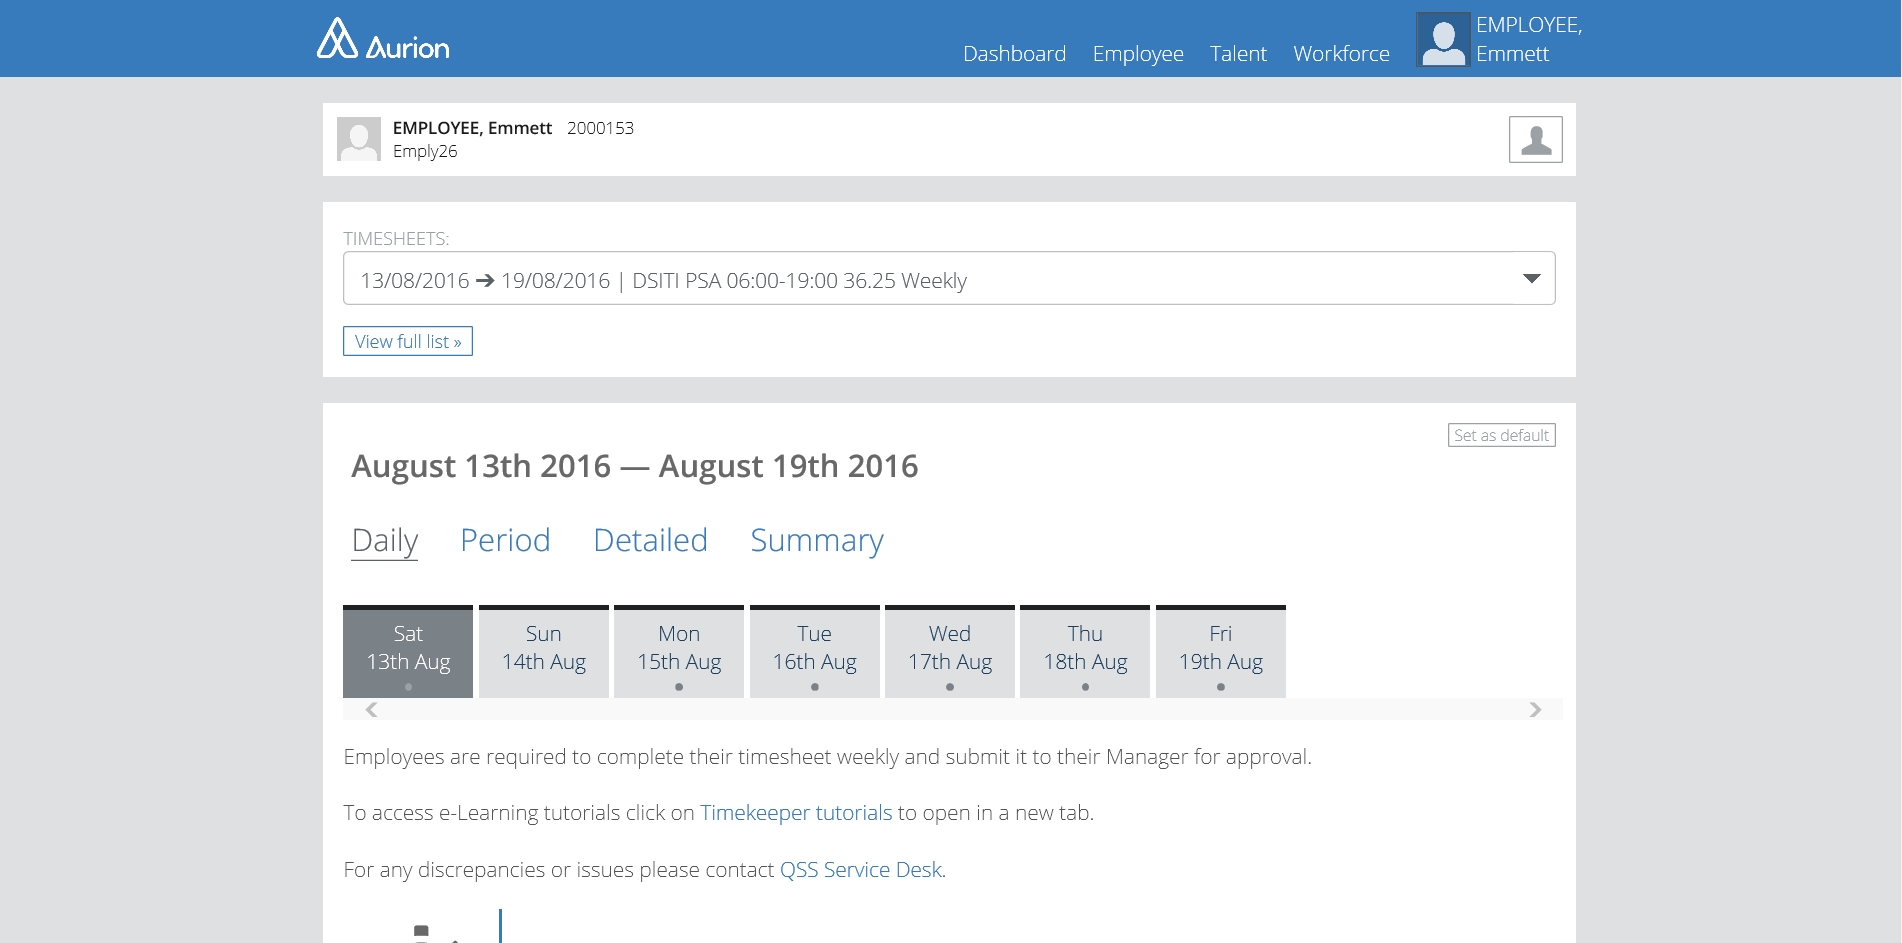 Aurion
Dashboard Employee Talent Workforce
EMPLOYEE,
Emmett
EMPLOYEE, Emmett 2000153
Emply26
TIMESHEETS:
13/08/2016 ➔ 19/08/2016 | DSITI PSA 06:00-19:00 36.25 Weekly
View full list »
Set as default
August 13th 2016 — August 19th 2016
Daily Period Detailed Summary
Sat
13th Aug
Sun
14th Aug
Mon
15th Aug
Tue
16th Aug
Wed
17th Aug
Thu
18th Aug
Fri
19th Aug
Employees are required to complete their timesheet weekly and submit it to their Manager for approval.
To access e-Learning tutorials click on Timekeeper tutorials to open in a new tab.
For any discrepancies or issues please contact QSS Service Desk.